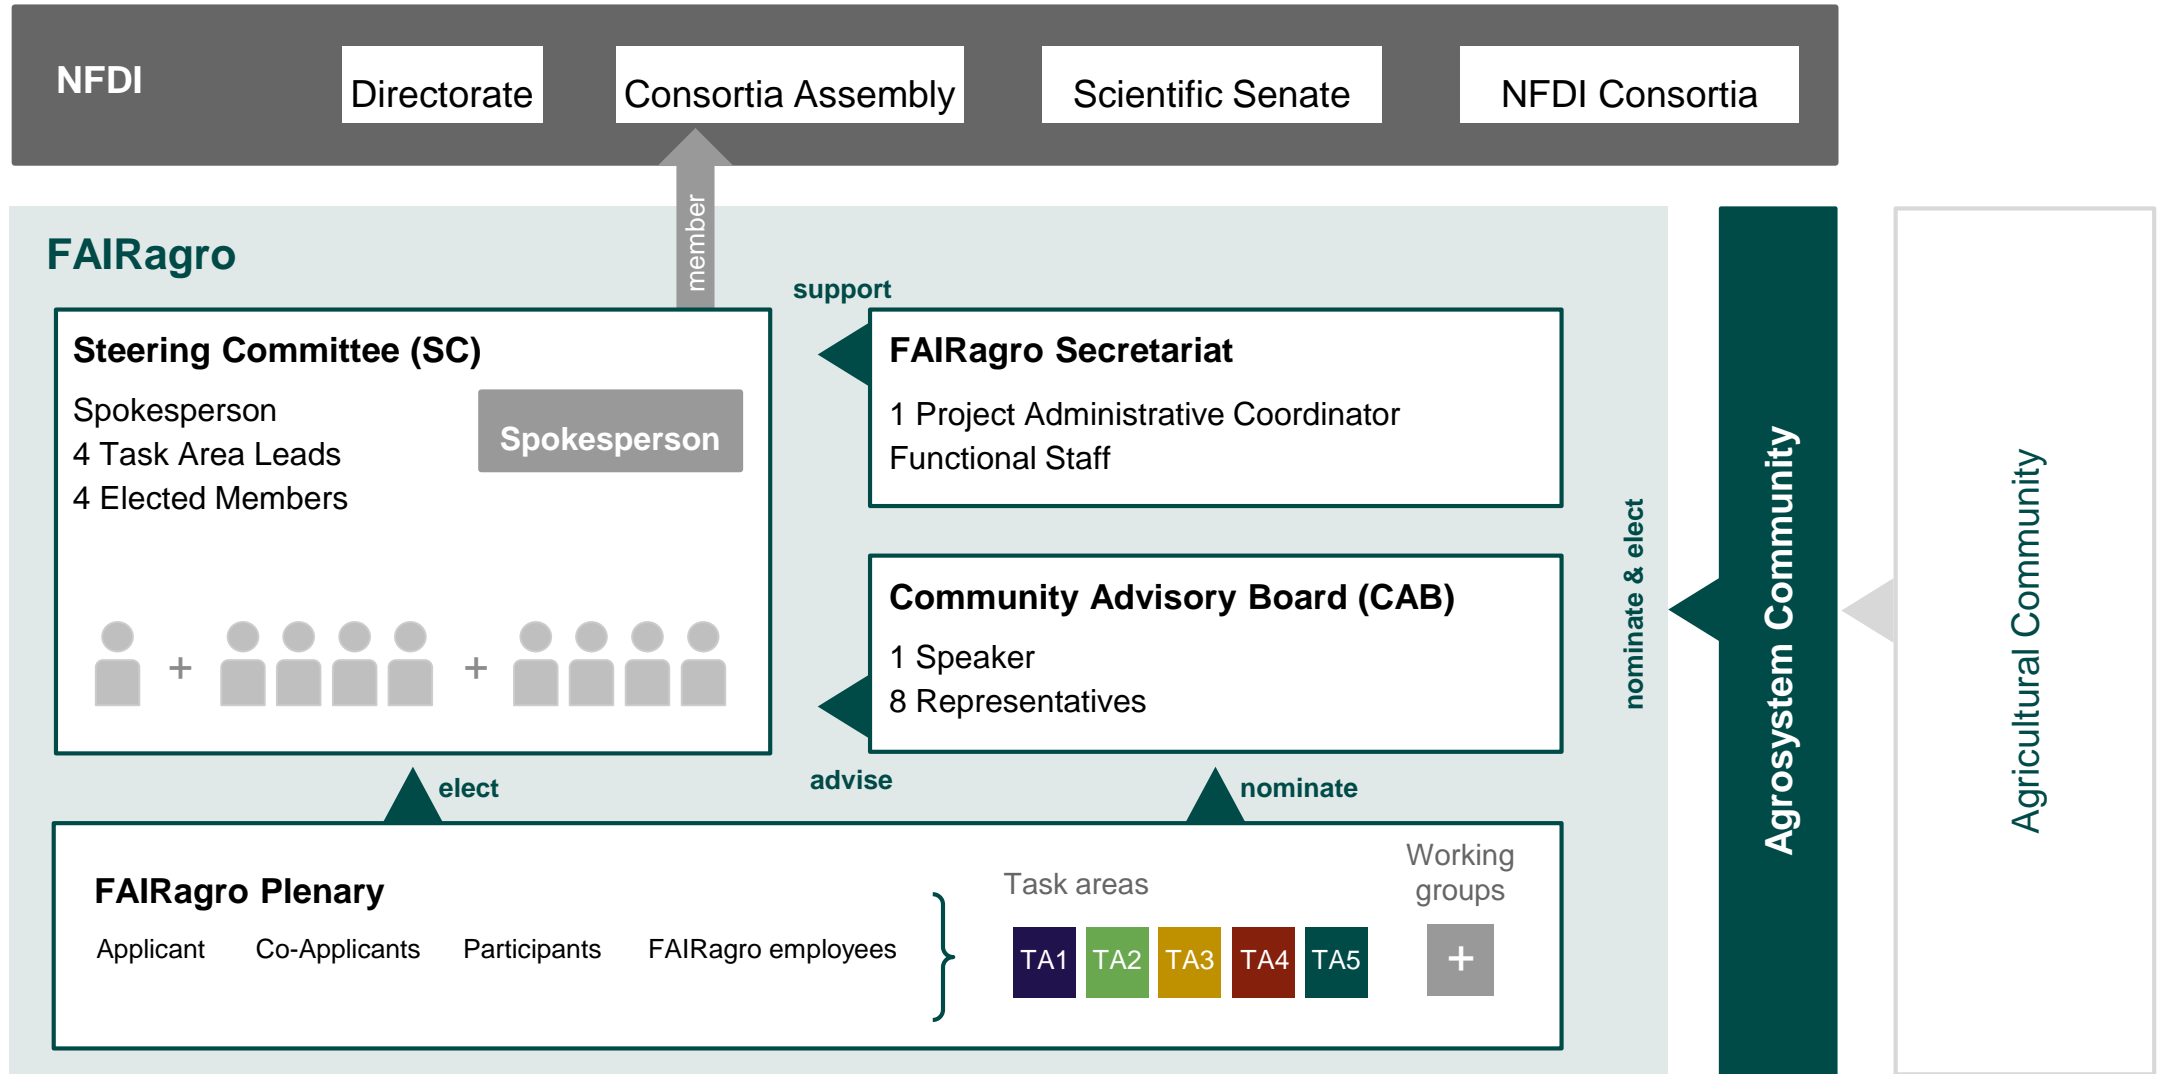 NFDI
Directorate
Consortia Assembly
Scientific Senate
NFDI Consortia
member
FAIRagro
support
Steering Committee (SC)
Spokesperson
4 Task Area Leads
4 Elected Members
Spokesperson
+
+
FAIRagro Secretariat
1 Project Administrative Coordinator
Functional Staff
Community Advisory Board (CAB)
1 Speaker
8 Representatives
nominate & elect
Agrosystem Community
Agricultural Community
elect
advise
nominate
FAIRagro Plenary
Applicant
Co-Applicants
Participants
FAIRagro employees
Task areas
TA1
TA2
TA3
TA4
TA5
Working
groups
+